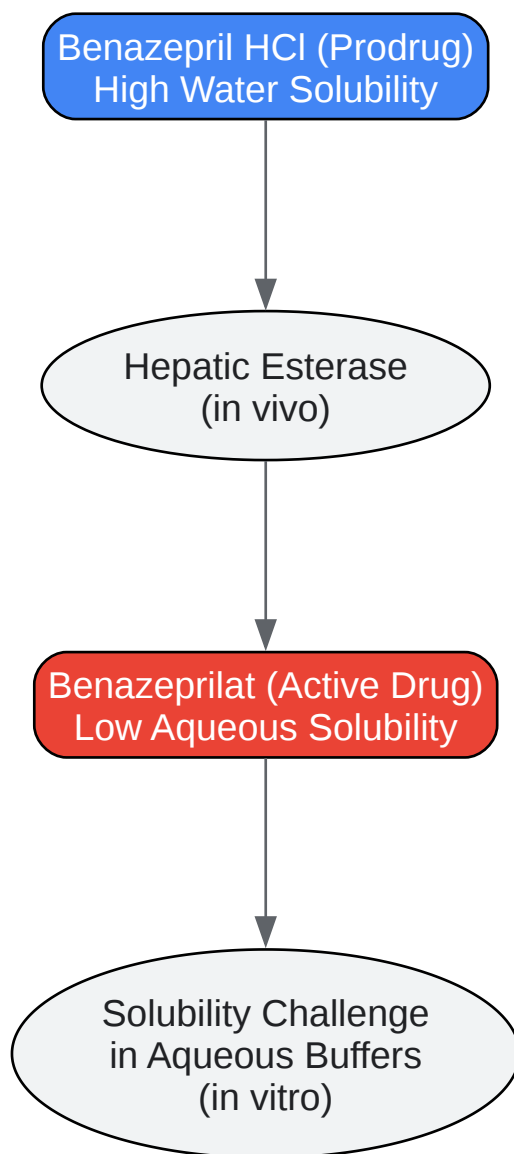 Benazepril HCl (Prodrug)
High Water Solubility
Hepatic Esterase
(in vivo)
Benazeprilat (Active Drug)
Low Aqueous Solubility
Solubility Challenge
in Aqueous Buffers
(in vitro)